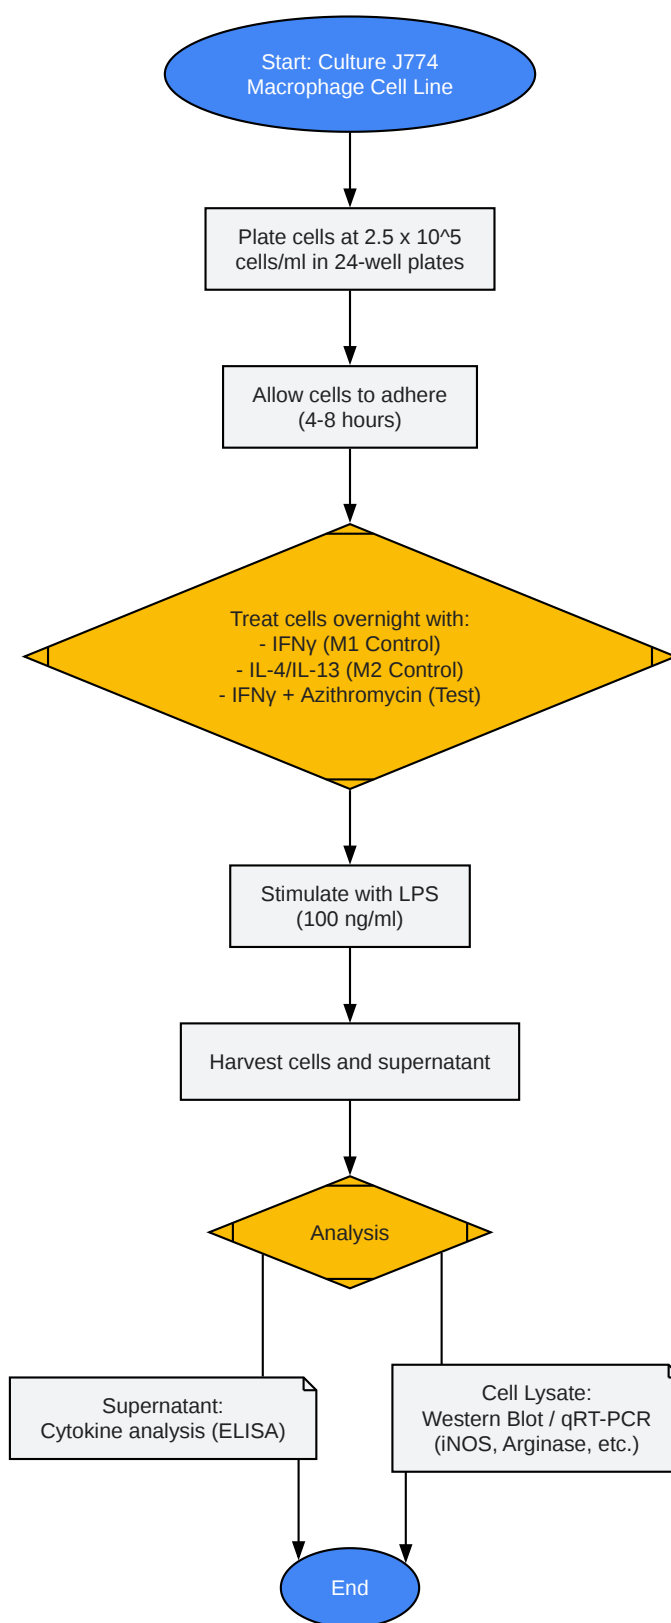 Start: Culture J774
Macrophage Cell Line
Plate cells at 2.5 x 10^5
cells/ml in 24-well plates
Allow cells to adhere
(4-8 hours)
Treat cells overnight with:
- IFNγ (M1 Control)
- IL-4/IL-13 (M2 Control)
- IFNγ + Azithromycin (Test)
Stimulate with LPS
(100 ng/ml)
Harvest cells and supernatant
Analysis
Supernatant:
Cytokine analysis (ELISA)
Cell Lysate:
Western Blot / qRT-PCR
(iNOS, Arginase, etc.)
End